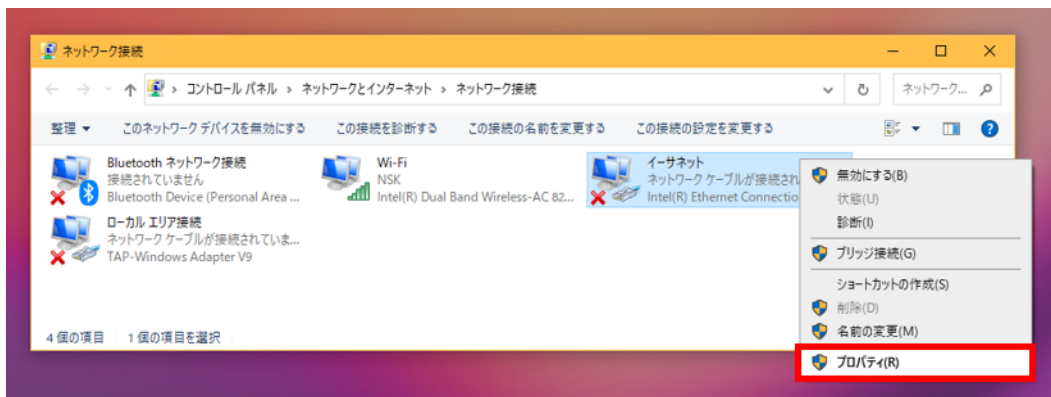 ネットワーク接続
コントロール パネル › ネットワークとインターネット › ネットワーク接続
ネットワーク...
整理 このネットワーク デバイスを無効にする この接続を診断する この接続の名前を変更する この接続の設定を変更する
Bluetooth ネットワーク接続
接続されていません
Bluetooth Device (Personal Area ...
Wi-Fi
NSK
Intel(R) Dual Band Wireless-AC 82...
イーサネット
ネットワーク ケーブルが接続され
Intel(R) Ethernet Connectio
ローカル エリア接続
ネットワーク ケーブルが接続されていま...
TAP-Windows Adapter V9
無効にする(B)
状態(U)
診断(I)
ブリッジ接続(G)
ショートカットの作成(S)
削除(D)
名前の変更(M)
プロパティ(R)
4 個の項目 1 個の項目を選択